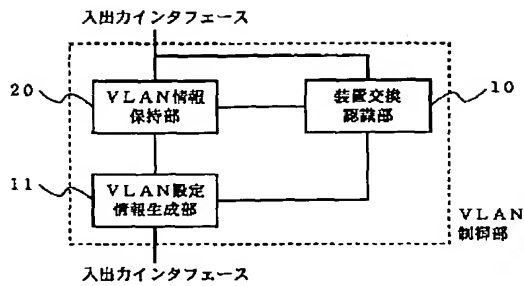 入出力インタフェース
20
VLAN情報
保持部
装置交換
認識部
10
11
VLAN設定
情報生成部
VLAN
制御部
入出力インタフェース